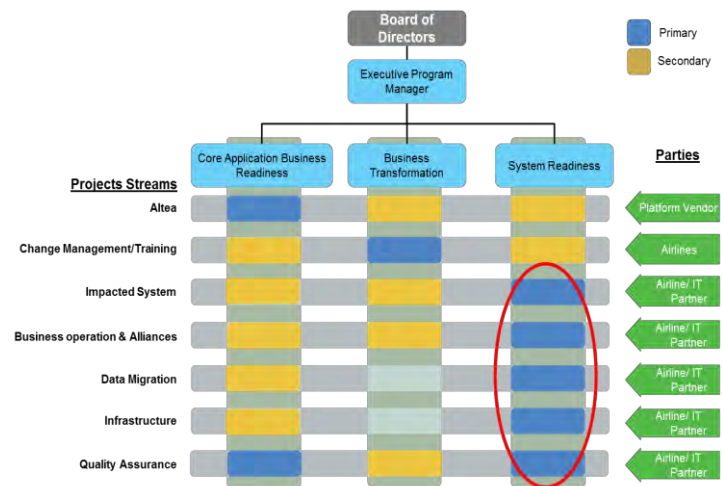 Board of
Directors
Primary
Secondary
Executive Program
Manager
Core Application Business
Readiness
Business
Transformation
System Readiness
Parties
Projects Streams
Altea
Platform Vendor
Change Management/Training
Airlines
Impacted System
Airline/ IT
Partner
Business operation & Alliances
Airline/ IT
Partner
Data Migration
Airline/ IT
Partner
Infrastructure
Airline/ IT
Partner
Quality Assurance
Airline/ IT
Partner